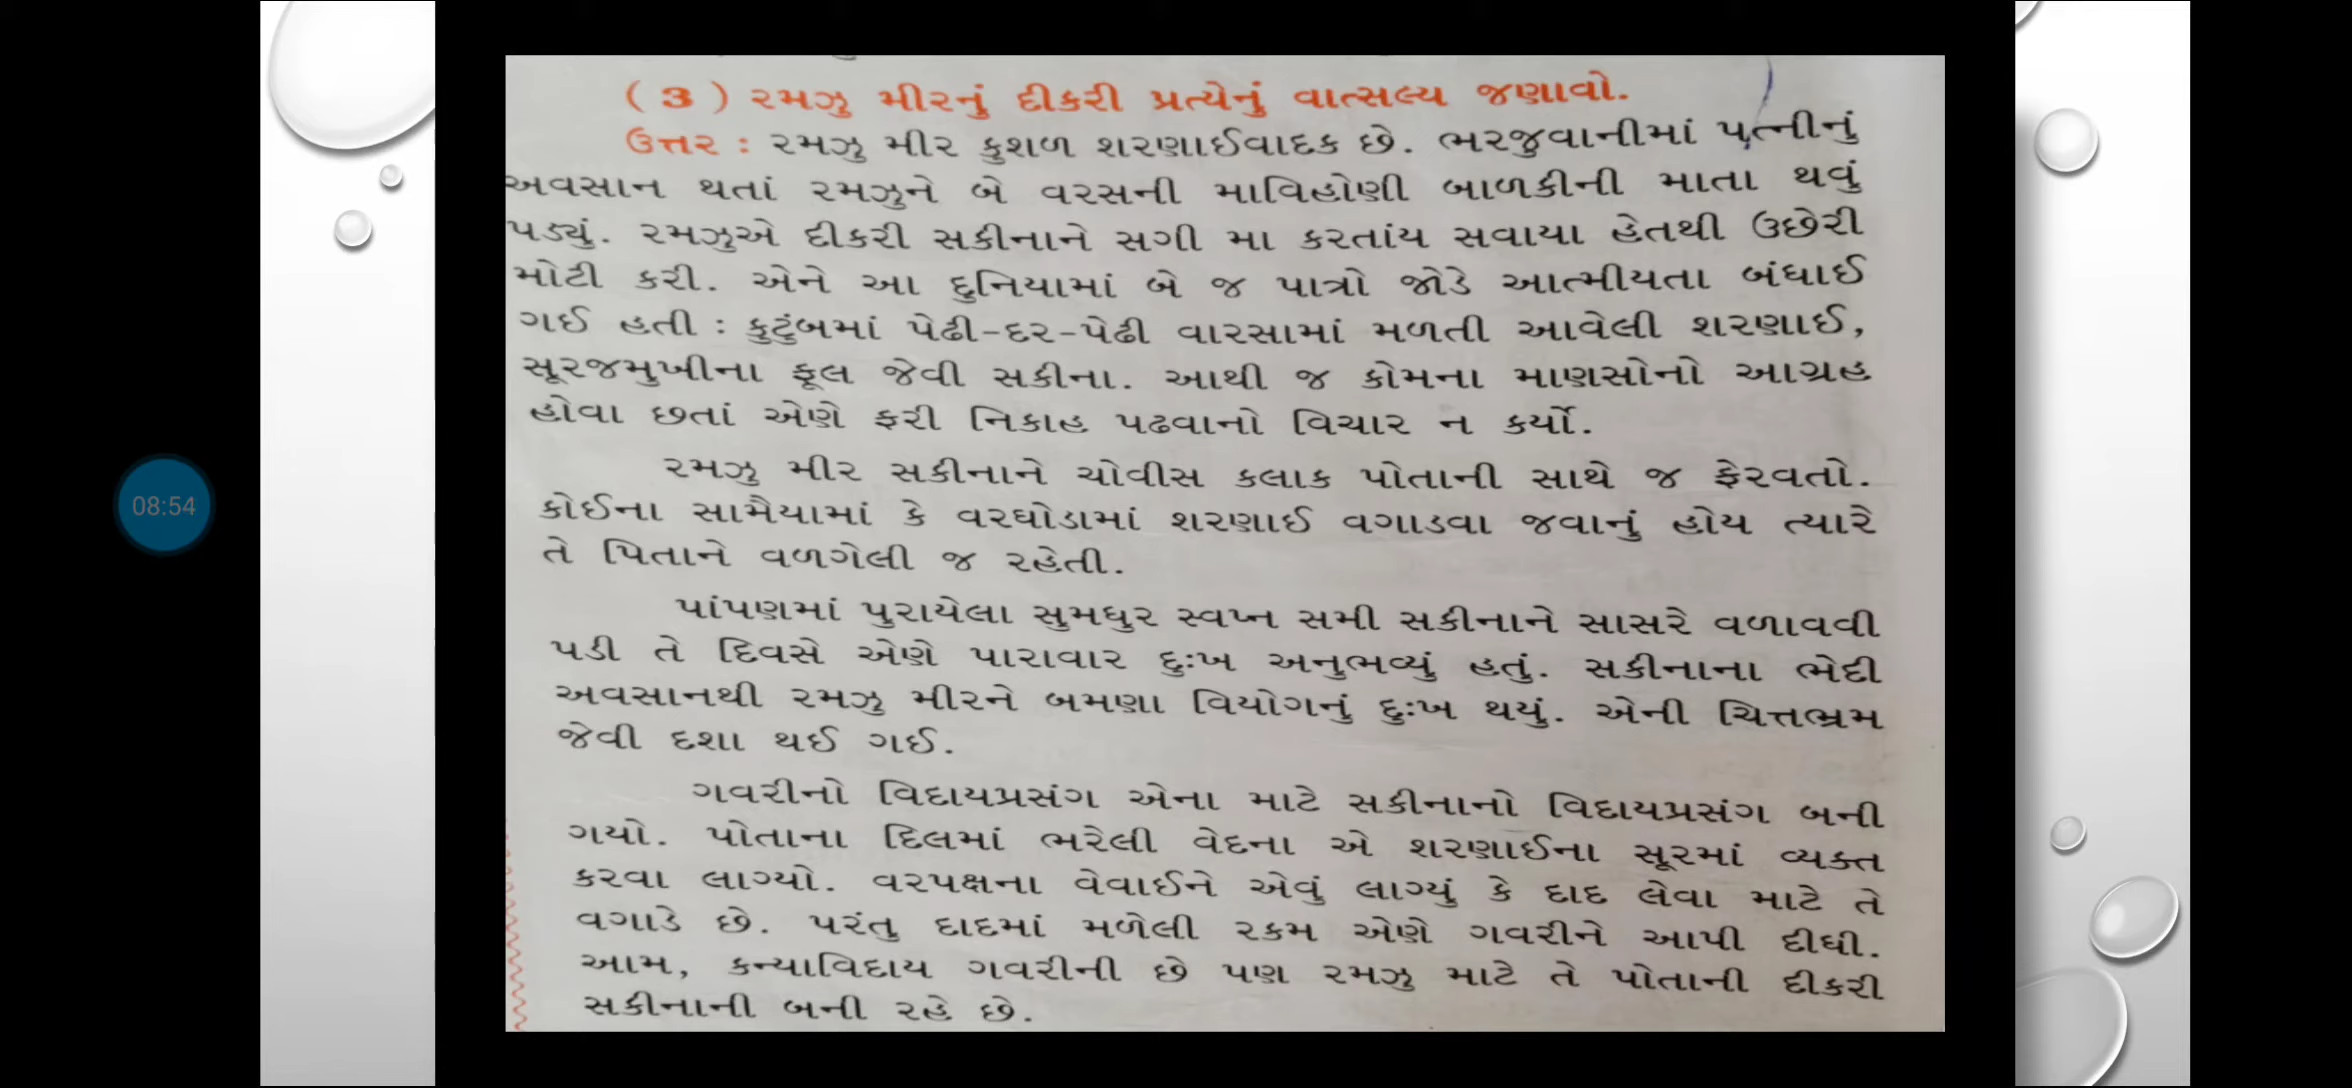 ( 3 ) રમઝુ મીરનું દીકરી પ્રત્યેનું વાત્સલ્ય જણાવો.
ઉત્તર : રમઝુ મીર કુશળ શરણાઈવાદક છે. ભરજુવાનીમાં પત્નીનું
અવસાન થતાં રમઝુને બે વરસની માવિહોણી બાળકીની માતા થવું
પડ્યું. રમઝુએ દીકરી સકીનાને સગી મા કરતાંય સવાયા હેતથી ઉછેરી
મોટી કરી. એને આ દુનિયામાં બે જ પાત્રો જોડે આત્મીયતા બંધાઈ
ગઈ હતી : કુટુંબમાં પેઢી-દર-પેઢી વારસામાં મળતી આવેલી શરણાઈ,
સૂરજમુખીના ફૂલ જેવી સકીના. આથી જ કોમના માણસોનો આગ્રહ
હોવા છતાં એણે ફરી નિકાહ પઢવાનો વિચાર ન કર્યો.
રમઝુ મીર સકીનાને ચોવીસ કલાક પોતાની સાથે જ ફેરવતો.
કોઈના સામૈયામાં કે વરઘોડામાં શરણાઈ વગાડવા જવાનું હોય ત્યારે
તે પિતાને વળગેલી જ રહેતી.
08:54
પાંપણમાં પુરાયેલા સુમધુર સ્વપ્ન સમી સકીનાને સાસરે વળાવવી
પડી તે દિવસે એણે પારાવાર દુઃખ અનુભવ્યું હતું. સકીનાના ભેદી
અવસાનથી રમઝુ મીરને બમણા વિયોગનું દુઃખ થયું. એની ચિત્તભ્રમ
જેવી દશા થઈ ગઈ.
ગવરીનો વિદાયપ્રસંગ એના માટે સકીનાનો વિદાયપ્રસંગ બની
ગયો. પોતાના દિલમાં ભરેલી વેદના એ શરણાઈના સૂરમાં વ્યક્ત
કરવા લાગ્યો. વરપક્ષના વેવાઈને એવું લાગ્યું કે દાદ લેવા માટે તે
વગાડે છે. પરંતુ દાદમાં મળેલી રકમ એણે ગવરીને આપી દીધી.
આમ, કન્યાવિદાય ગવરીની છે પણ રમઝુ માટે તે પોતાની દીકરી
સકીનાની બની રહે છે.